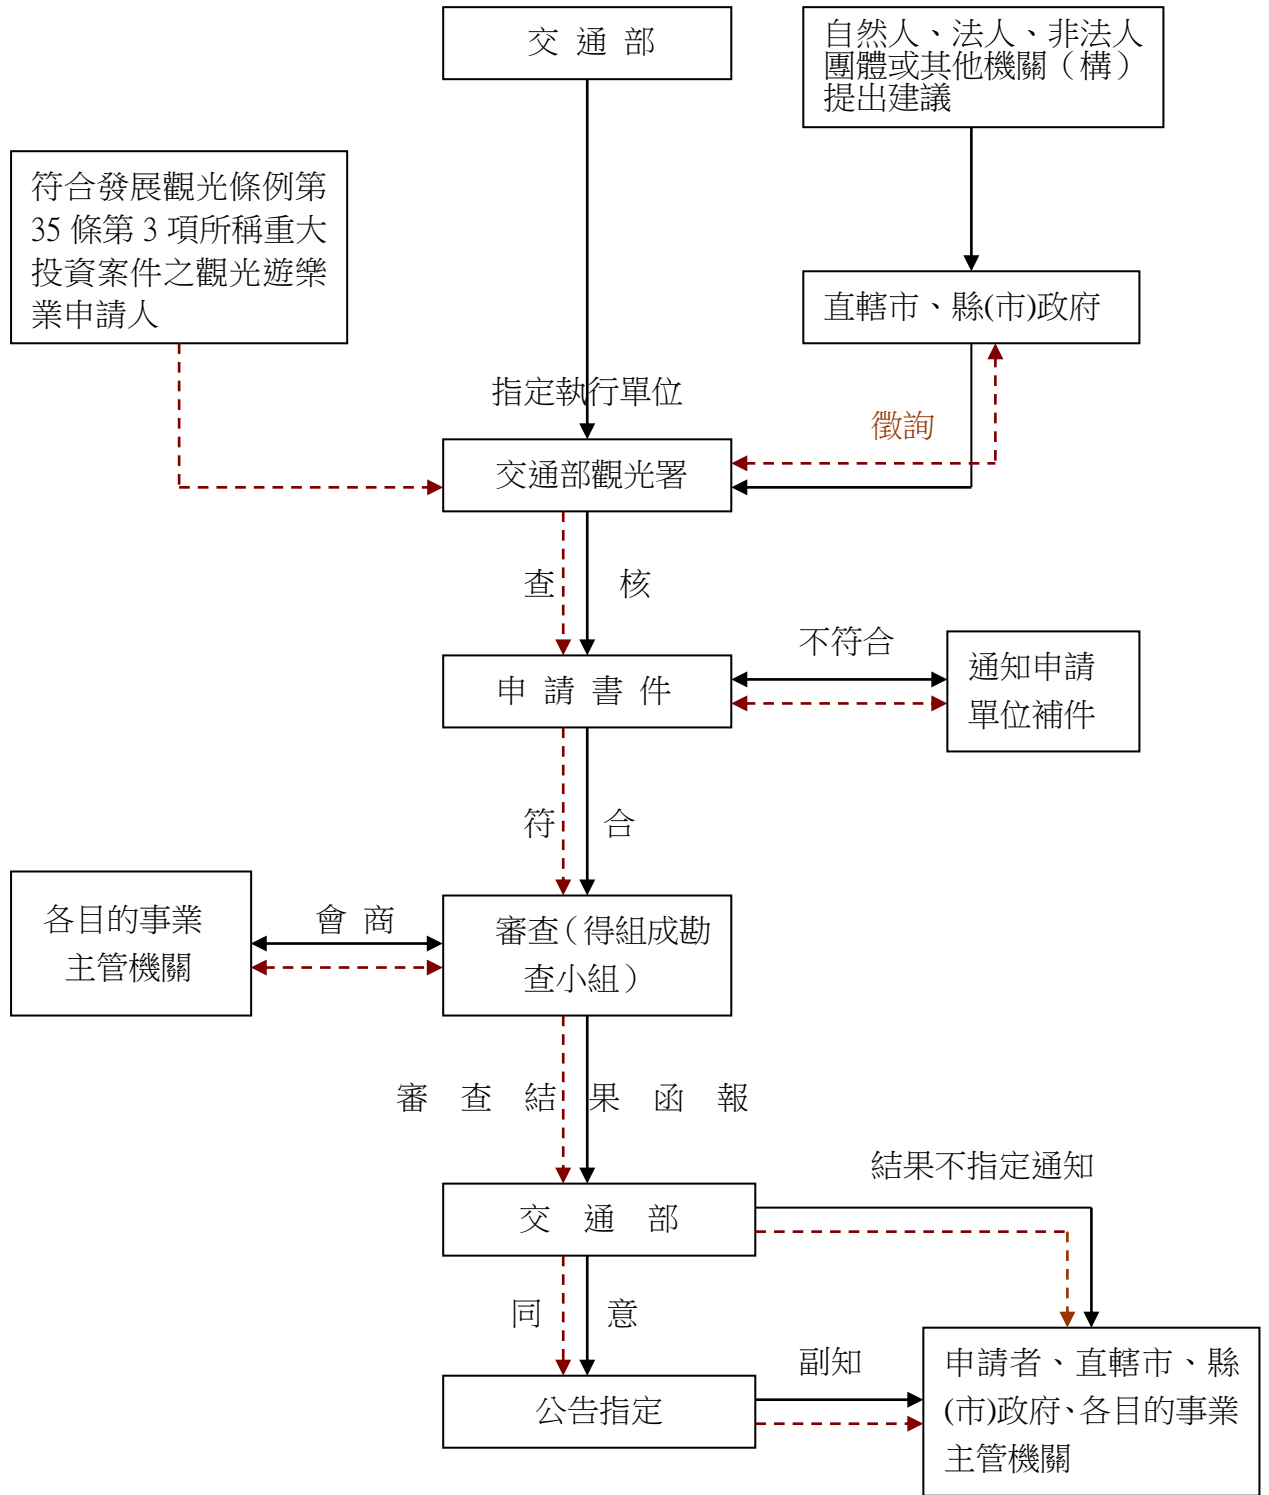 交通部
自然人、法人、非法人
團體或其他機關（構）
提出建議
符合發展觀光條例第
35 條第 3 項所稱重大
投資案件之觀光遊樂
業申請人
直轄市、縣(市)政府
指定執行單位
徵詢
交通部觀光署
查核
不符合
通知申請
單位補件
申請書件
符合
各目的事業
主管機關
會商
審查（得組成勘
查小組）
審查結果函報
結果不指定通知
交通部
同意
副知
申請者、直轄市、縣
(市)政府、各目的事業
主管機關
公告指定